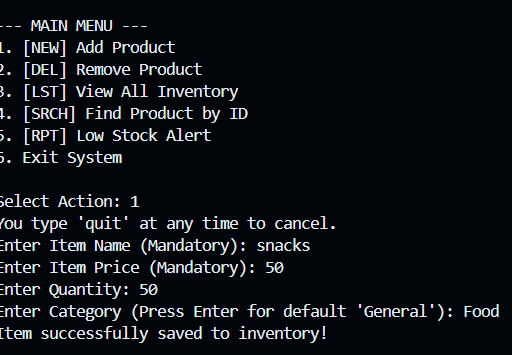 --- MAIN MENU ---
1. [NEW] Add Product
2. [DEL] Remove Product
3. [LST] View All Inventory
4. [SRCH] Find Product by ID
5. [RPT] Low Stock Alert
6. Exit System
Select Action: 1
You type 'quit' at any time to cancel.
Enter Item Name (Mandatory): snacks
Enter Item Price (Mandatory): 50
Enter Quantity: 50
Enter Category (Press Enter for default 'General'): Food
Item successfully saved to inventory!